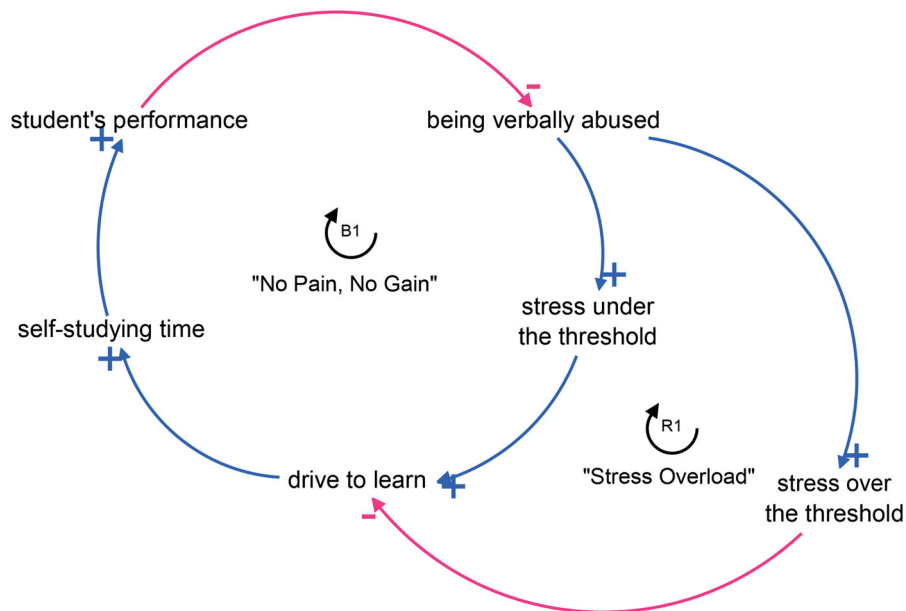 student's performance
being verbally abused
B1
"No Pain, No Gain"
self-studying time
stress under
the threshold
R1
"Stress Overload"
drive to learn
stress over
the threshold
+
+
+
+
+
-
-